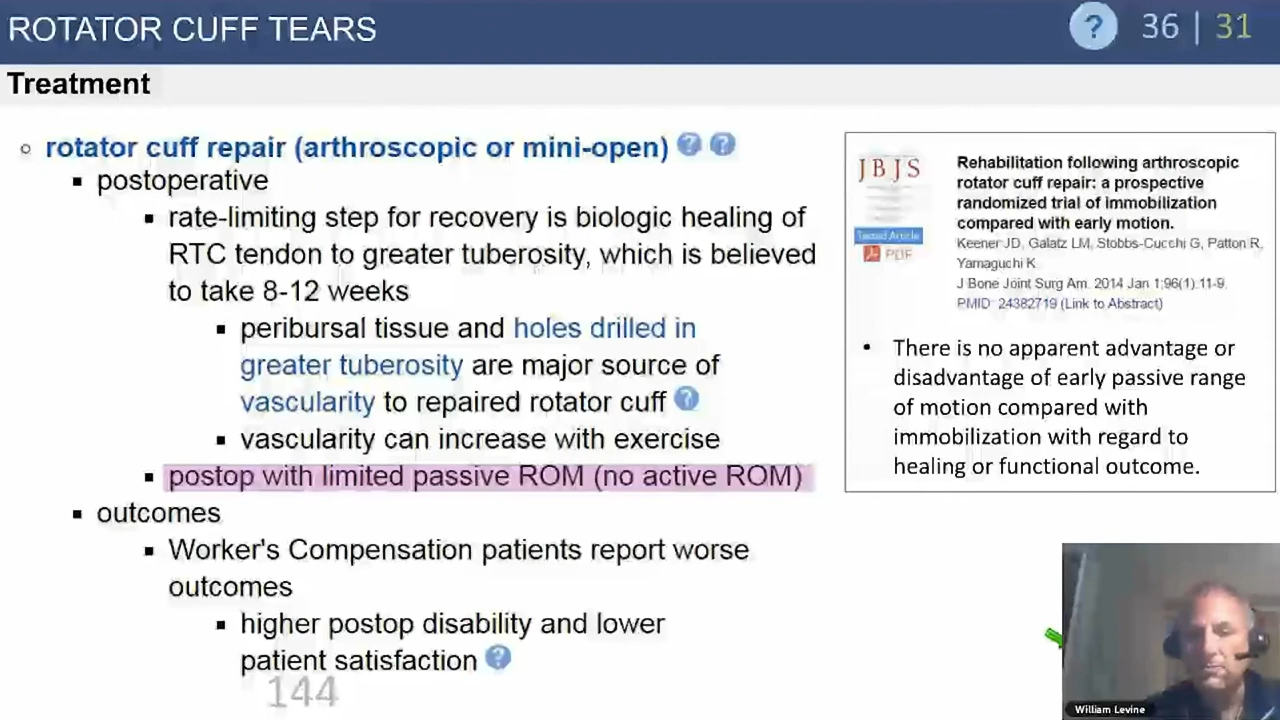 ROTATOR CUFF TEARS
? 36 | 31
Treatment
rotator cuff repair (arthroscopic or mini-open) ? ?
postoperative
rate-limiting step for recovery is biologic healing of
RTC tendon to greater tuberosity, which is believed
to take 8-12 weeks
peribursal tissue and holes drilled in
greater tuberosity are major source of
vascularity to repaired rotator cuff ?
vascularity can increase with exercise
postop with limited passive ROM (no active ROM)
outcomes
Worker's Compensation patients report worse
outcomes
higher postop disability and lower
patient satisfaction ?
144
JBJS
Tested Article
PDF
Rehabilitation following arthroscopic
rotator cuff repair: a prospective
randomized trial of immobilization
compared with early motion.
Keener JD, Galatz LM, Stobbs-Cucchi G, Patton R,
Yamaguchi K.
J Bone Joint Surg Am. 2014 Jan 1;96(1):11-9.
PMID: 24382719 (Link to Abstract)
• There is no apparent advantage or
disadvantage of early passive range
of motion compared with
immobilization with regard to
healing or functional outcome.
William Levine